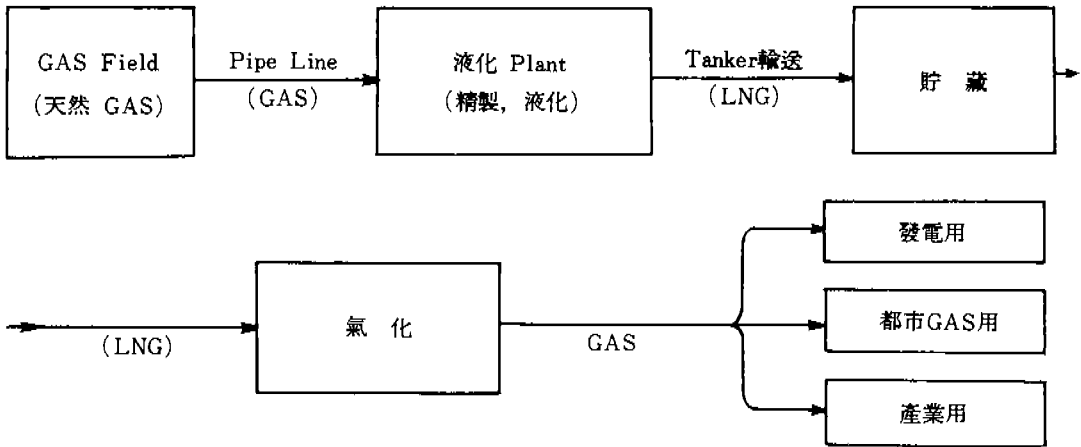 GAS Field
(天然 GAS)
Pipe Line
(GAS)
液化 Plant
(精製, 液化)
Tanker輸送
(LNG)
貯 藏
(LNG)
氣 化
GAS
發電用
都市GAS用
產業用